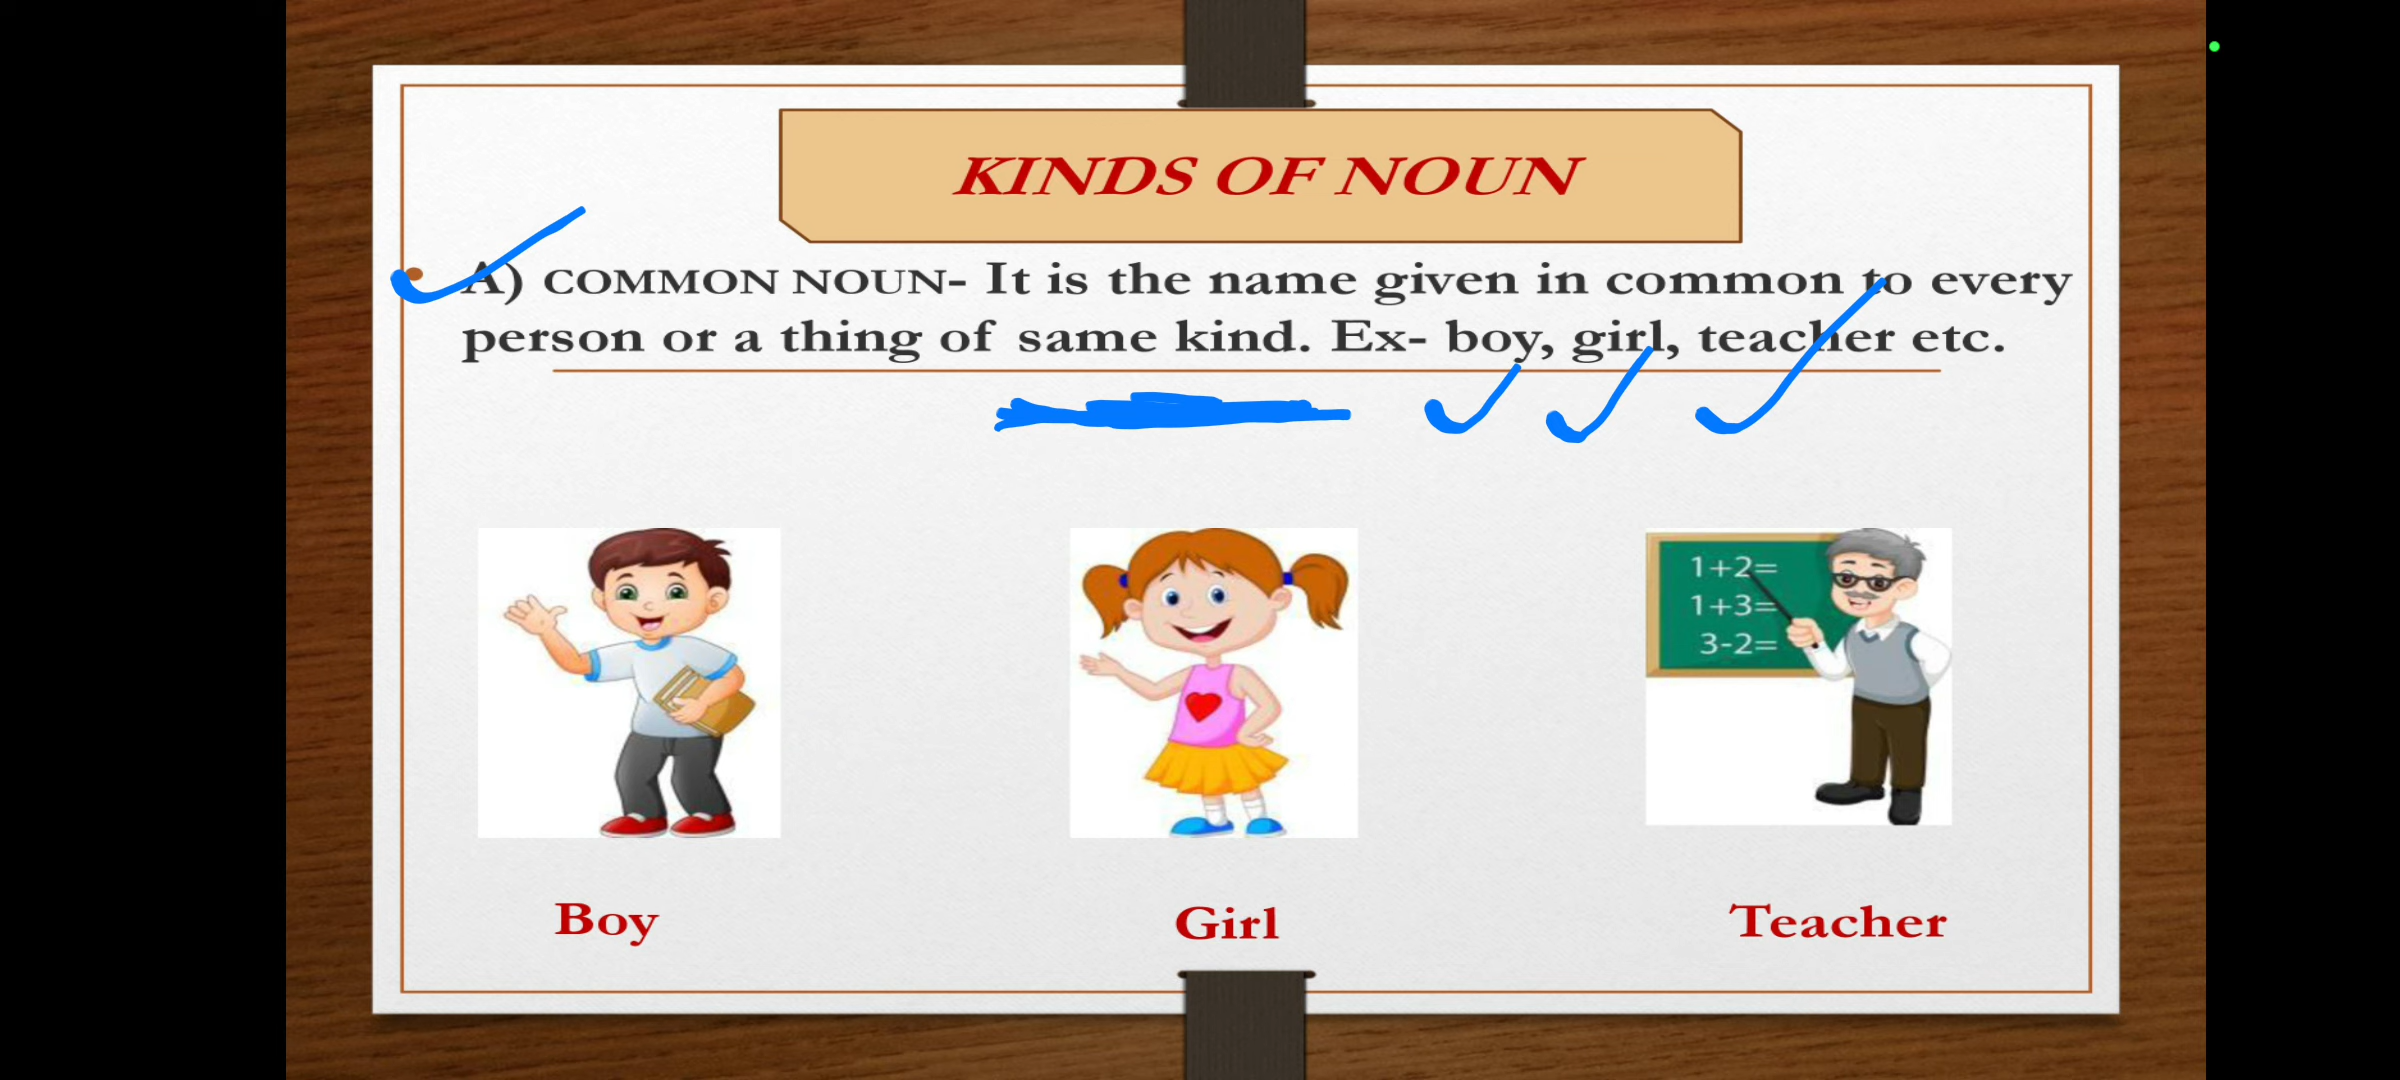 KINDS OF NOUN
A) COMMON NOUN- It is the name given in common to every
person or a thing of same kind. Ex- boy, girl, teacher etc.
1+2=
1+3=
3-2=
Boy
Girl
Teacher